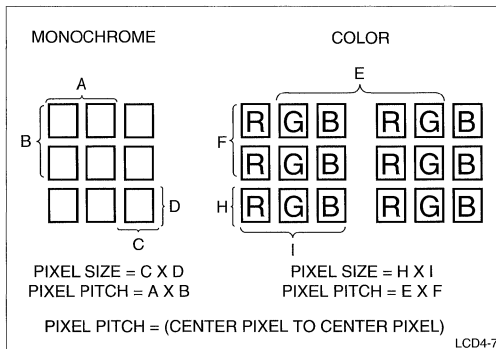 MONOCHROME COLOR
A E
B F R G B R G B
R G B R G B
D H R G B R G B
C I
PIXEL SIZE = C X D PIXEL SIZE = H X I
PIXEL PITCH = A X B PIXEL PITCH = E X F
PIXEL PITCH = (CENTER PIXEL TO CENTER PIXEL)
LCD4-7